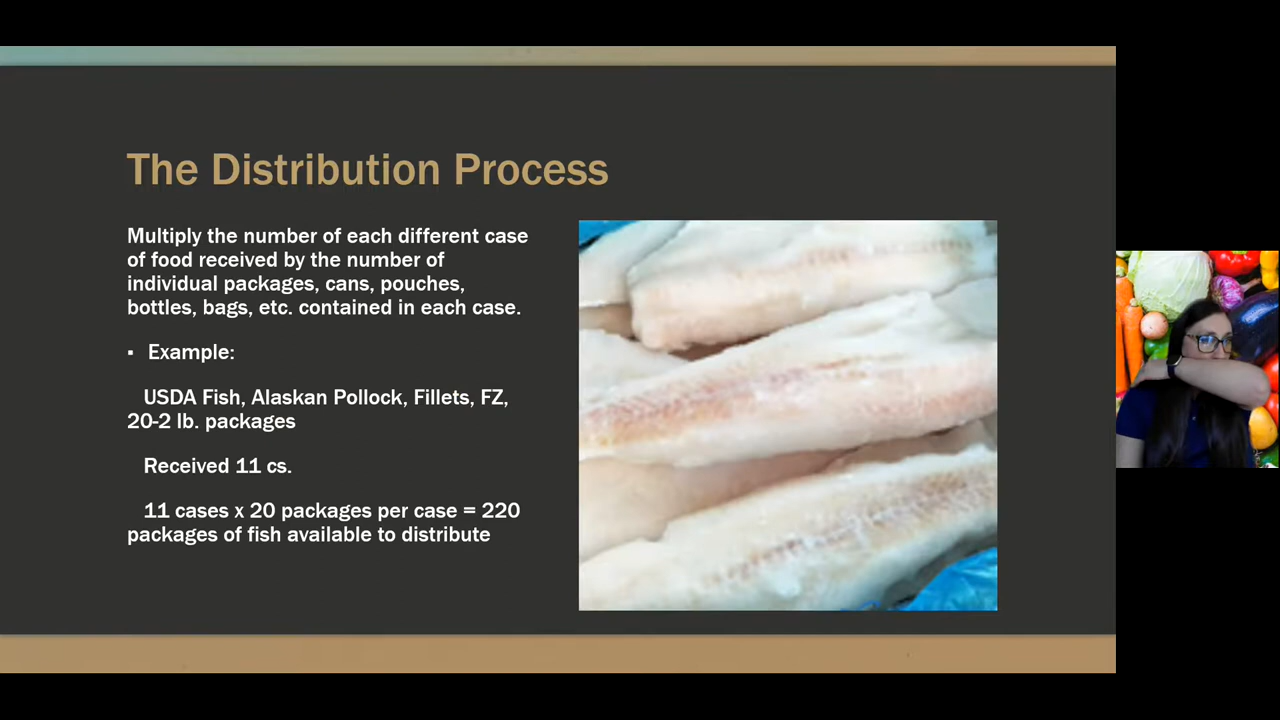 The Distribution Process
Multiply the number of each different case
of food received by the number of
individual packages, cans, pouches,
bottles, bags, etc. contained in each case.
▪ Example:
USDA Fish, Alaskan Pollock, Fillets, FZ,
20-2 lb. packages
Received 11 cs.
11 cases x 20 packages per case = 220
packages of fish available to distribute